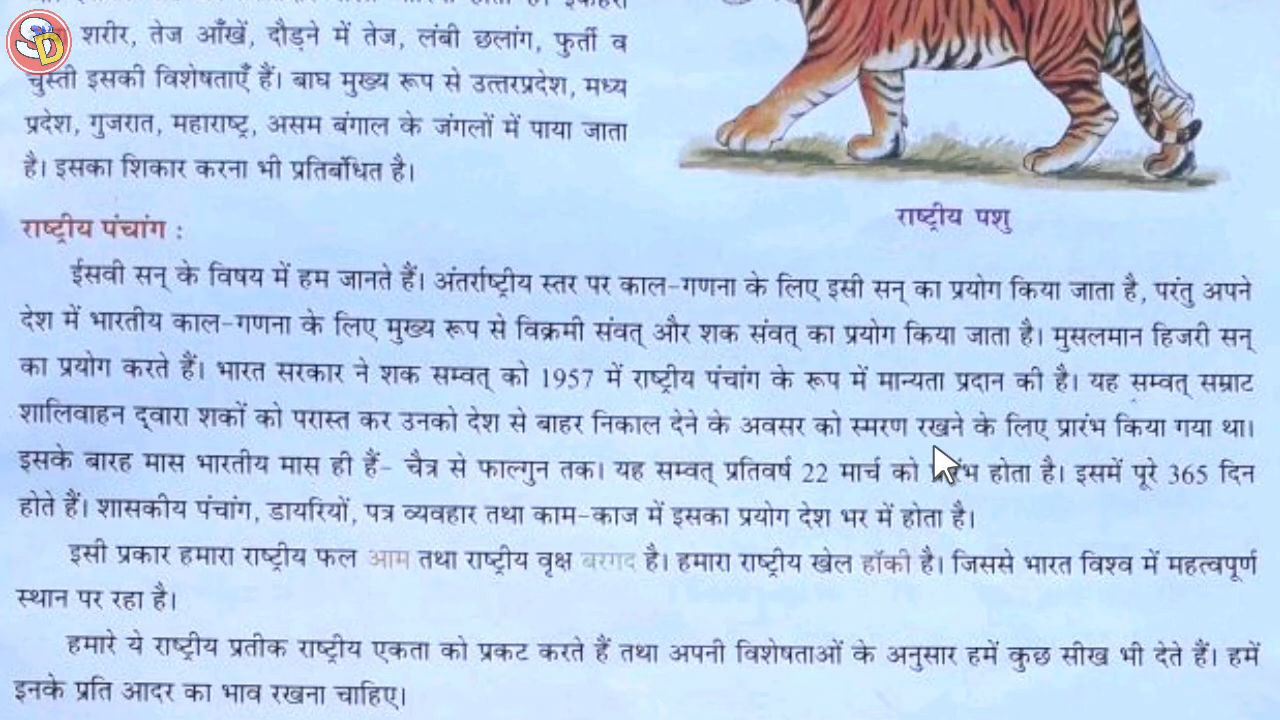 SD
शरीर, तेज आँखें, दौड़ने में तेज, लंबी छलांग, फुर्ती व
चुस्ती इसकी विशेषताएँ हैं। बाघ मुख्य रूप से उत्तरप्रदेश, मध्य
प्रदेश, गुजरात, महाराष्ट्र, असम बंगाल के जंगलों में पाया जाता
है। इसका शिकार करना भी प्रतिबंधित है।
राष्ट्रीय पशु
राष्ट्रीय पंचांग :
ईसवी सन् के विषय में हम जानते हैं। अंतर्राष्ट्रीय स्तर पर काल-गणना के लिए इसी सन् का प्रयोग किया जाता है, परंतु अपने
देश में भारतीय काल-गणना के लिए मुख्य रूप से विक्रमी संवत् और शक संवत् का प्रयोग किया जाता है। मुसलमान हिजरी सन्
का प्रयोग करते हैं। भारत सरकार ने शक सम्वत् को 1957 में राष्ट्रीय पंचांग के रूप में मान्यता प्रदान की है। यह सम्वत् सम्राट
शालिवाहन द्वारा शकों को परास्त कर उनको देश से बाहर निकाल देने के अवसर को स्मरण रखने के लिए प्रारंभ किया गया था।
इसके बारह मास भारतीय मास ही हैं- चैत्र से फाल्गुन तक। यह सम्वत् प्रतिवर्ष 22 मार्च को होता है। इसमें पूरे 365 दिन
होते हैं। शासकीय पंचांग, डायरियों, पत्र व्यवहार तथा काम-काज में इसका प्रयोग देश भर में होता है।
इसी प्रकार हमारा राष्ट्रीय फल आम तथा राष्ट्रीय वृक्ष बरगद है। हमारा राष्ट्रीय खेल हॉकी है। जिससे भारत विश्व में महत्वपूर्ण
स्थान पर रहा है।
हमारे ये राष्ट्रीय प्रतीक राष्ट्रीय एकता को प्रकट करते हैं तथा अपनी विशेषताओं के अनुसार हमें कुछ सीख भी देते हैं। हमें
इनके प्रति आदर का भाव रखना चाहिए।